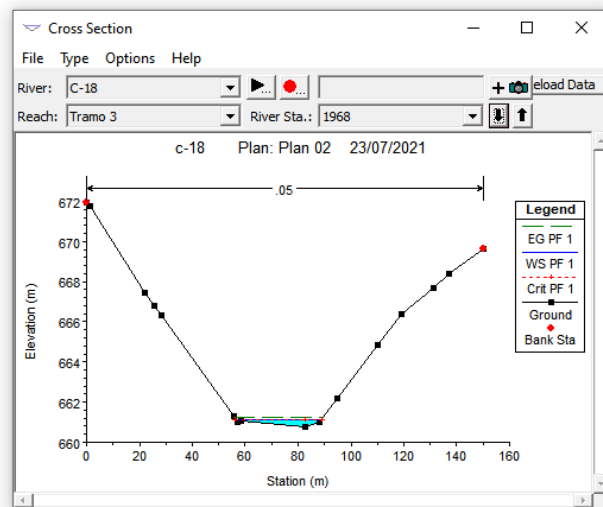 Cross Section
File Type Options Help
River: C-18 ... ... + eload Data
Reach: Tramo 3 River Sta.: 1968
c-18 Plan: Plan 02 23/07/2021
.05
Legend
EG PF 1
WS PF 1
Crit PF 1
Ground
Bank Sta
Elevation (m)
672
670
668
666
664
662
660
0 20 40 60 80 100 120 140 160
Station (m)